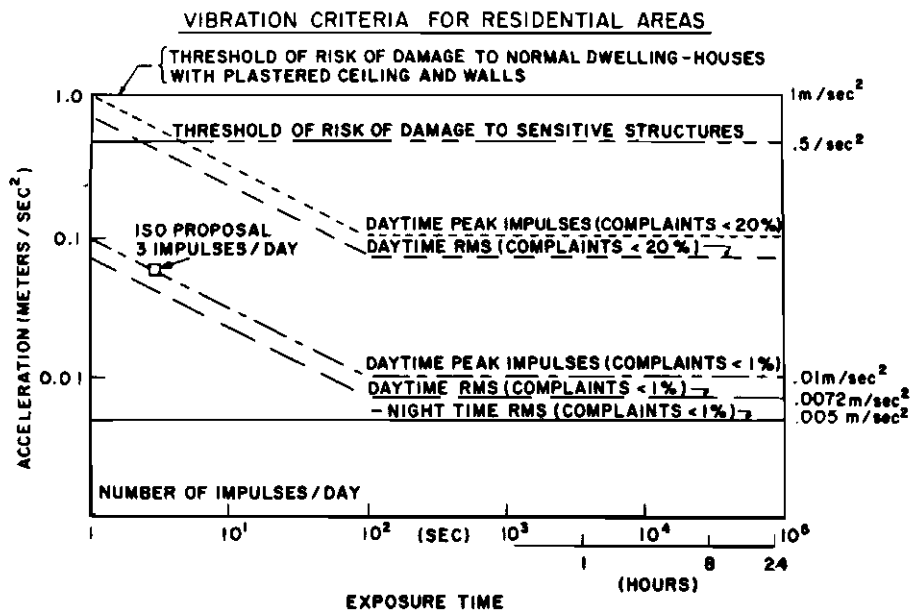 VIBRATION CRITERIA FOR RESIDENTIAL AREAS
THRESHOLD OF RISK OF DAMAGE TO NORMAL DWELLING-HOUSES
WITH PLASTERED CEILING AND WALLS
1.0
1m/sec²
THRESHOLD OF RISK OF DAMAGE TO SENSITIVE STRUCTURES
.5/sec²
ACCELERATION (METERS / SEC²)
DAYTIME PEAK IMPULSES (COMPLAINTS < 20%)
0.1
ISO PROPOSAL
3 IMPULSES/DAY
DAYTIME RMS (COMPLAINTS < 20%)
DAYTIME PEAK IMPULSES (COMPLAINTS < 1%)
0.01
.01m/sec²
DAYTIME RMS (COMPLAINTS < 1%)
.0072 m/sec²
- NIGHT TIME RMS (COMPLAINTS < 1%)
.005 m/sec²
NUMBER OF IMPULSES/DAY
1 10¹ 10² (SEC) 10³ 10⁴ 10⁶
1 8 24
(HOURS)
EXPOSURE TIME